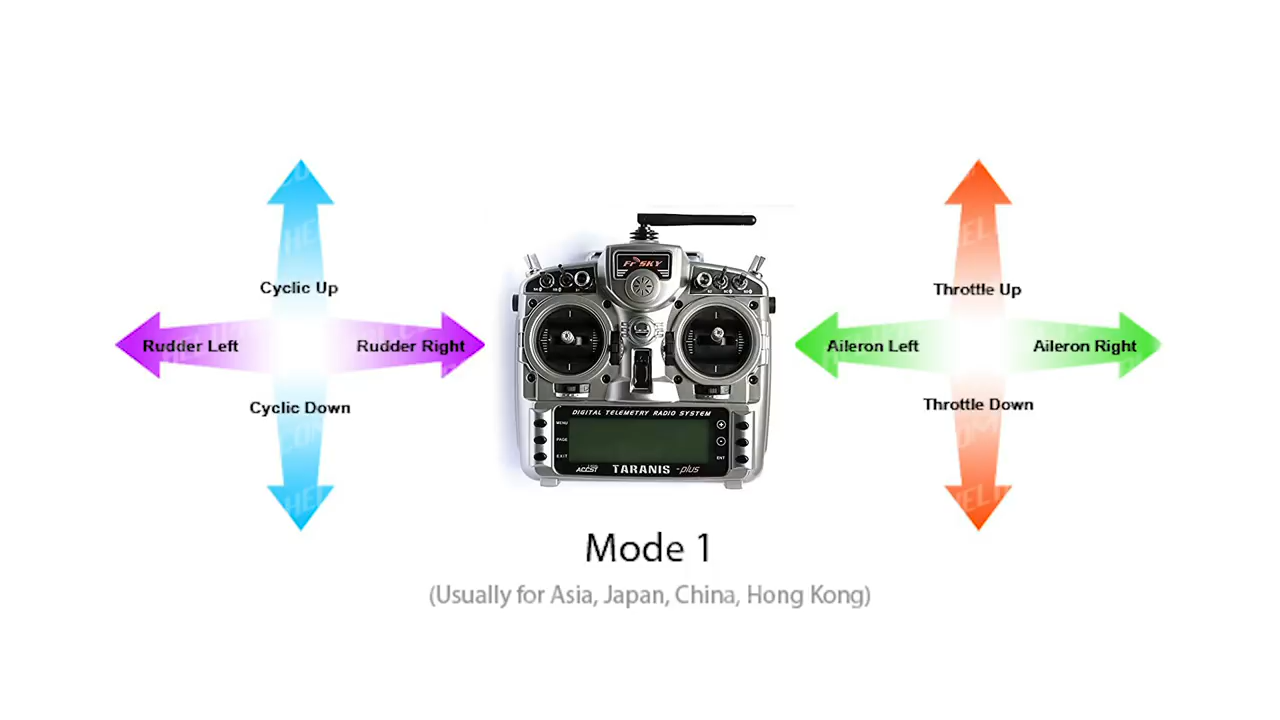 Cyclic Up
Rudder Left
Rudder Right
Cyclic Down
FrSKY
DIGITAL TELEMETRY RADIO SYSTEM
MENU
PAGE
EXIT
ENT
ACCST
TARANIS -plus
Throttle Up
Aileron Left
Aileron Right
Throttle Down
Mode 1
(Usually for Asia, Japan, China, Hong Kong)